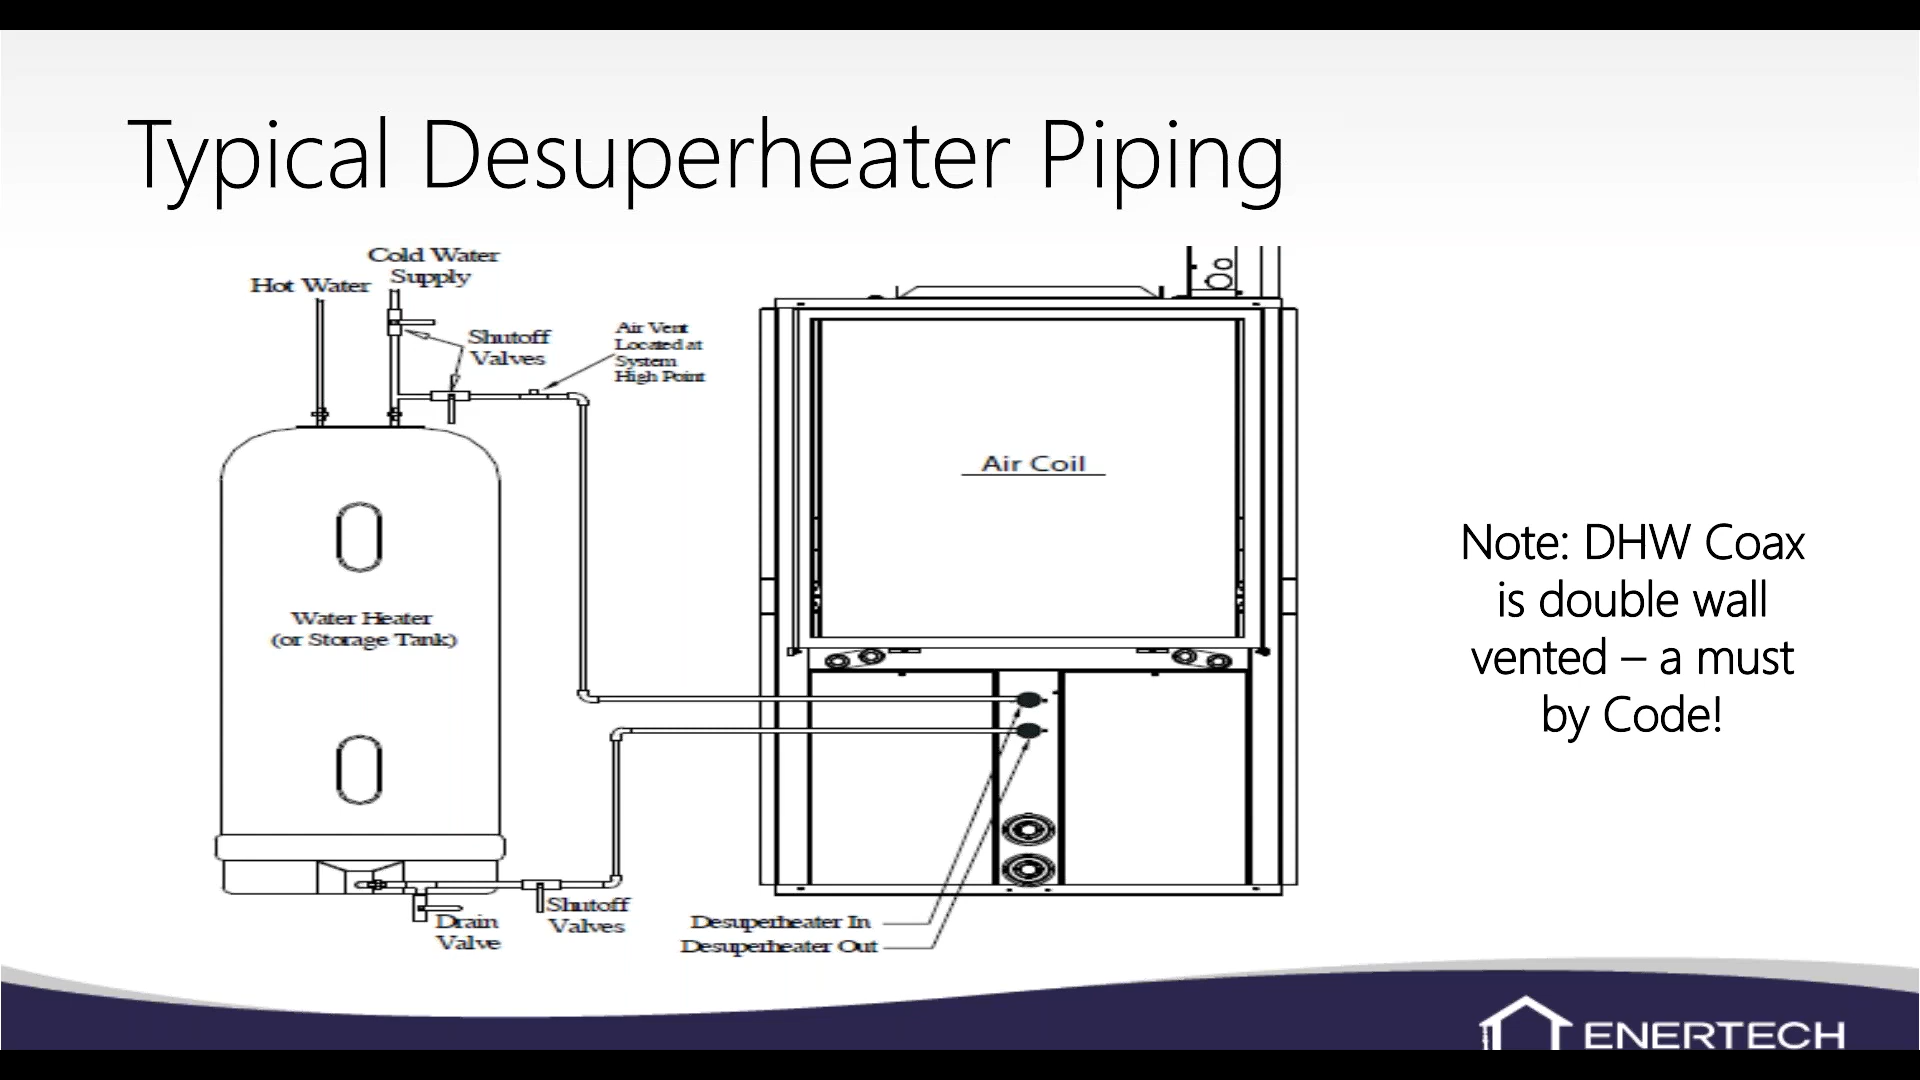 Typical Desuperheater Piping
Cold Water
Supply
Hot Water
Shutoff
Valves
Air Vent
Located at
System
High Point
Air Coil
Water Heater
(or Storage Tank)
Note: DHW Coax
is double wall
vented – a must
by Code!
Drain
Valve
Shutoff
Valves
Desuperheater In
Desuperheater Out
ENERTECH